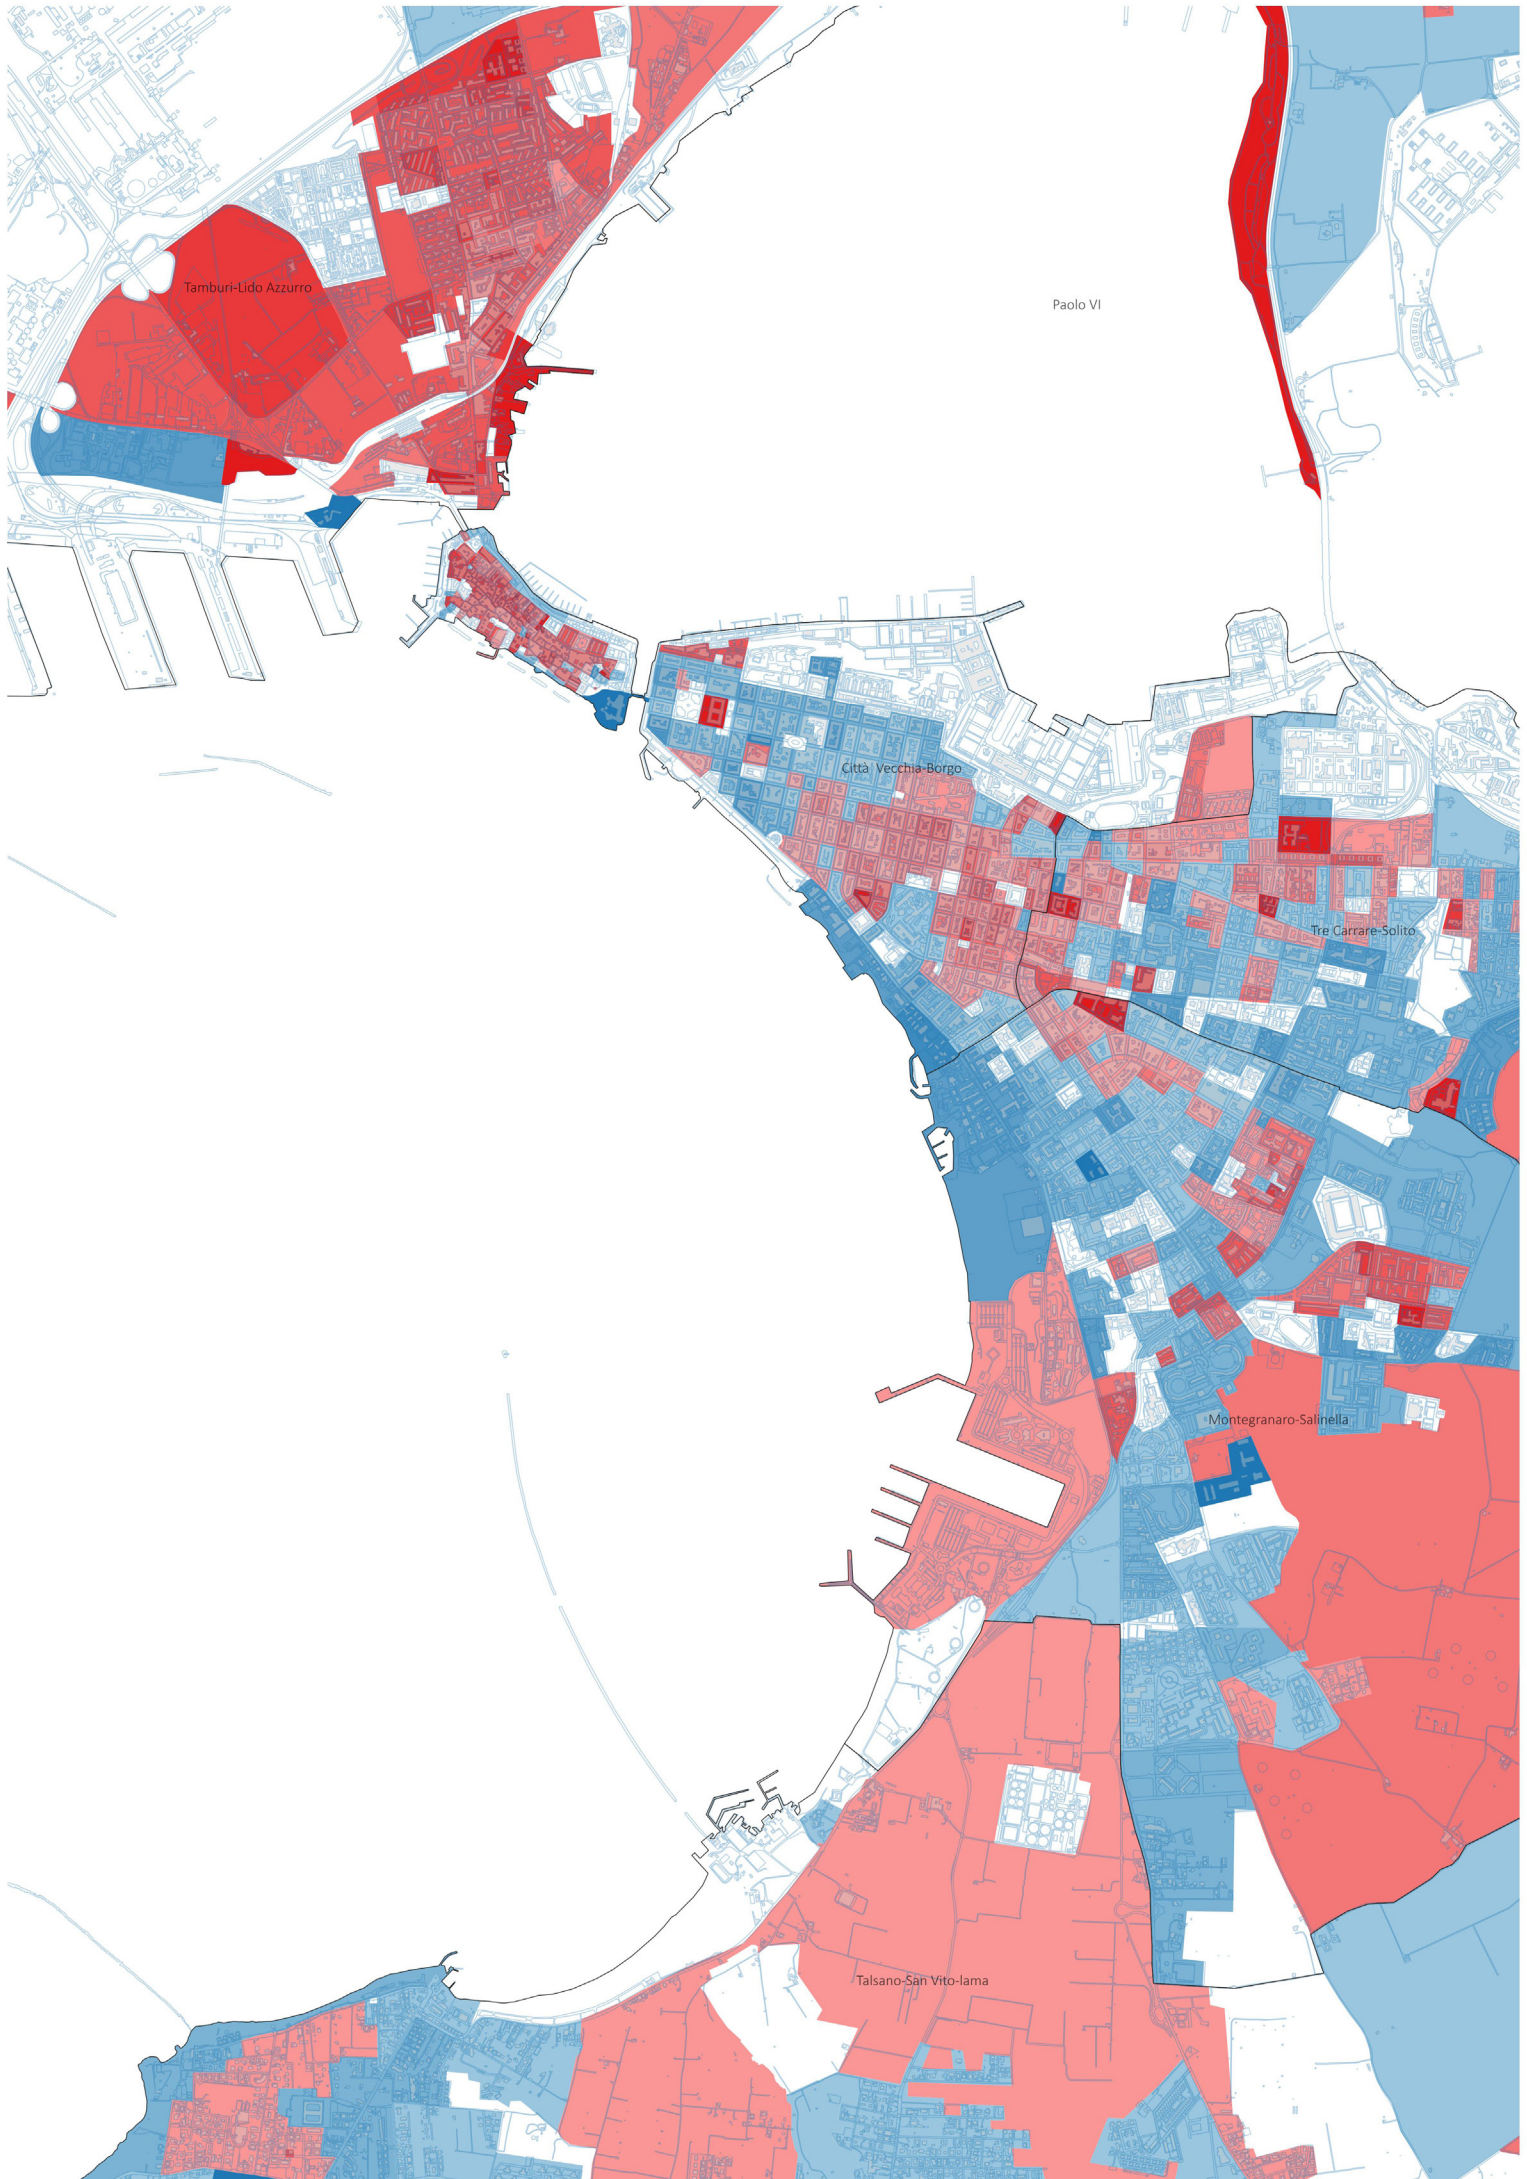 Tamburi-Lido Azzurro
Paolo VI
Città Vecchia-Borgo
Tre Carrare-Solito
Montegranaro-Salinella
Talsano-San Vito-lama